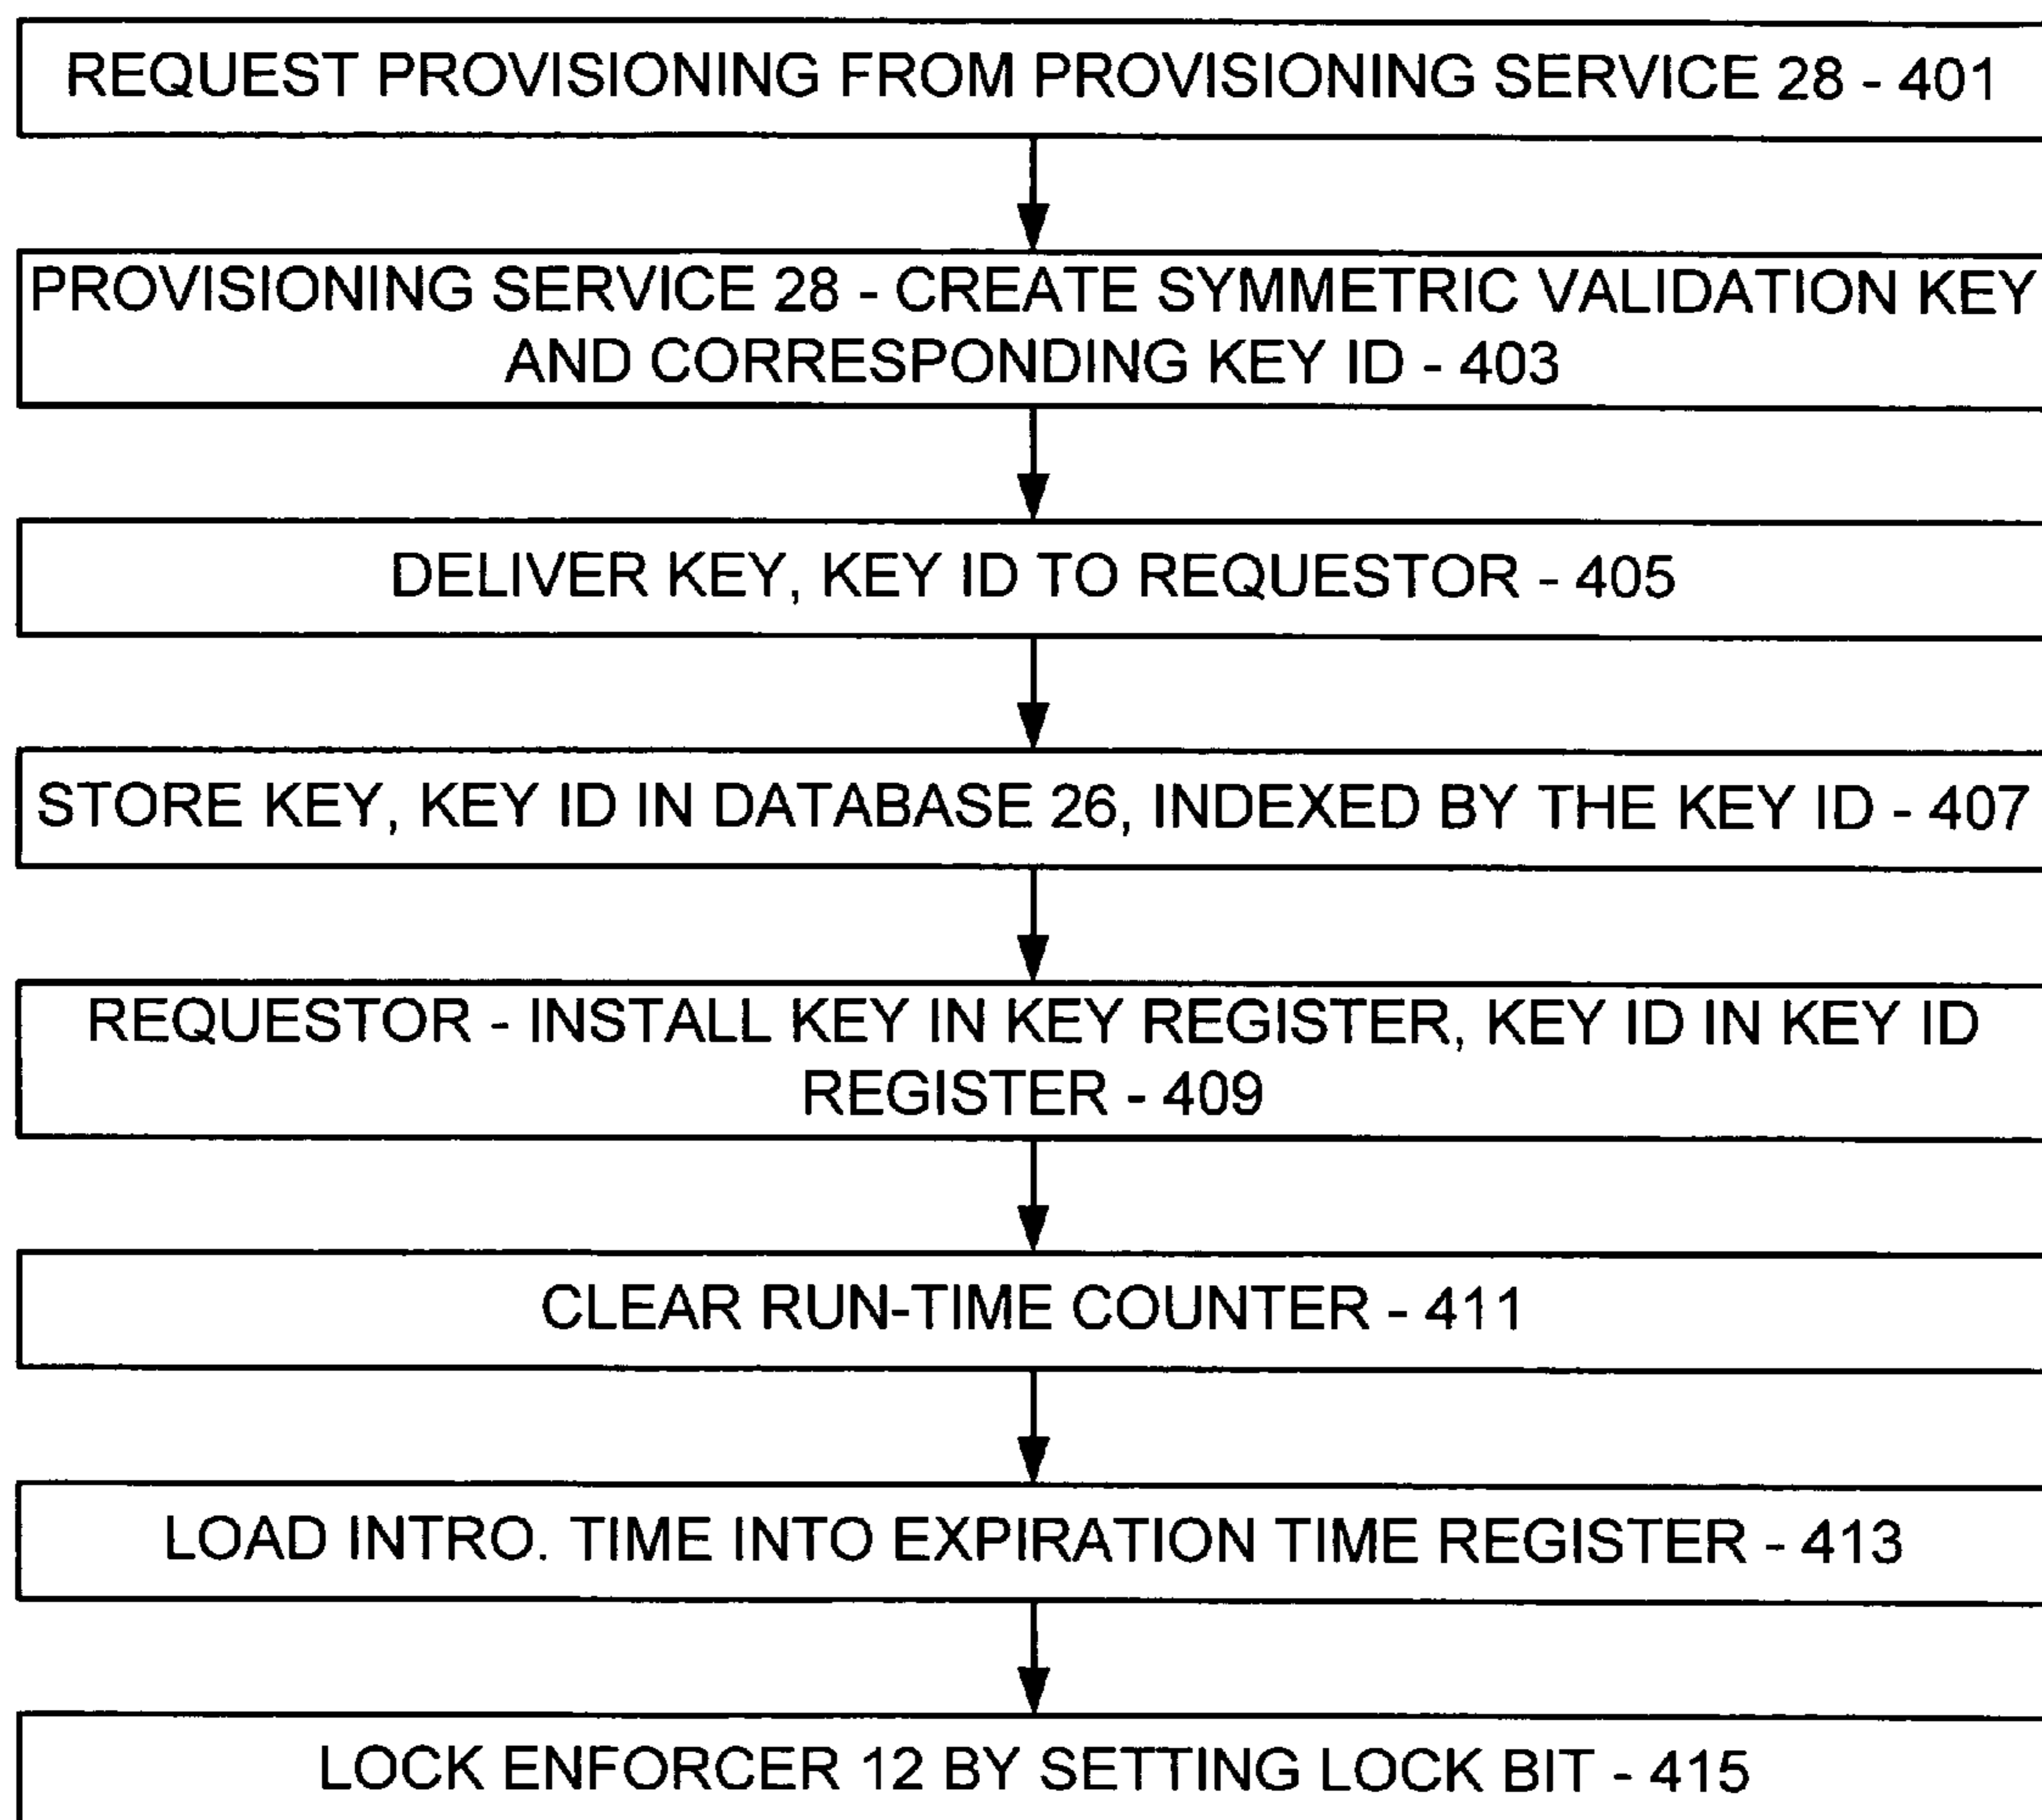 REQUEST PROVISIONING FROM PROVISIONING SERVICE 28 - 401
PROVISIONING SERVICE 28 - CREATE SYMMETRIC VALIDATION KEY
AND CORRESPONDING KEY ID - 403
DELIVER KEY, KEY ID TO REQUESTOR - 405
STORE KEY, KEY ID IN DATABASE 26, INDEXED BY THE KEY ID - 407
REQUESTOR - INSTALL KEY IN KEY REGISTER, KEY ID IN KEY ID
REGISTER - 409
CLEAR RUN-TIME COUNTER - 411
LOAD INTRO. TIME INTO EXPIRATION TIME REGISTER - 413
LOCK ENFORCER 12 BY SETTING LOCK BIT - 415